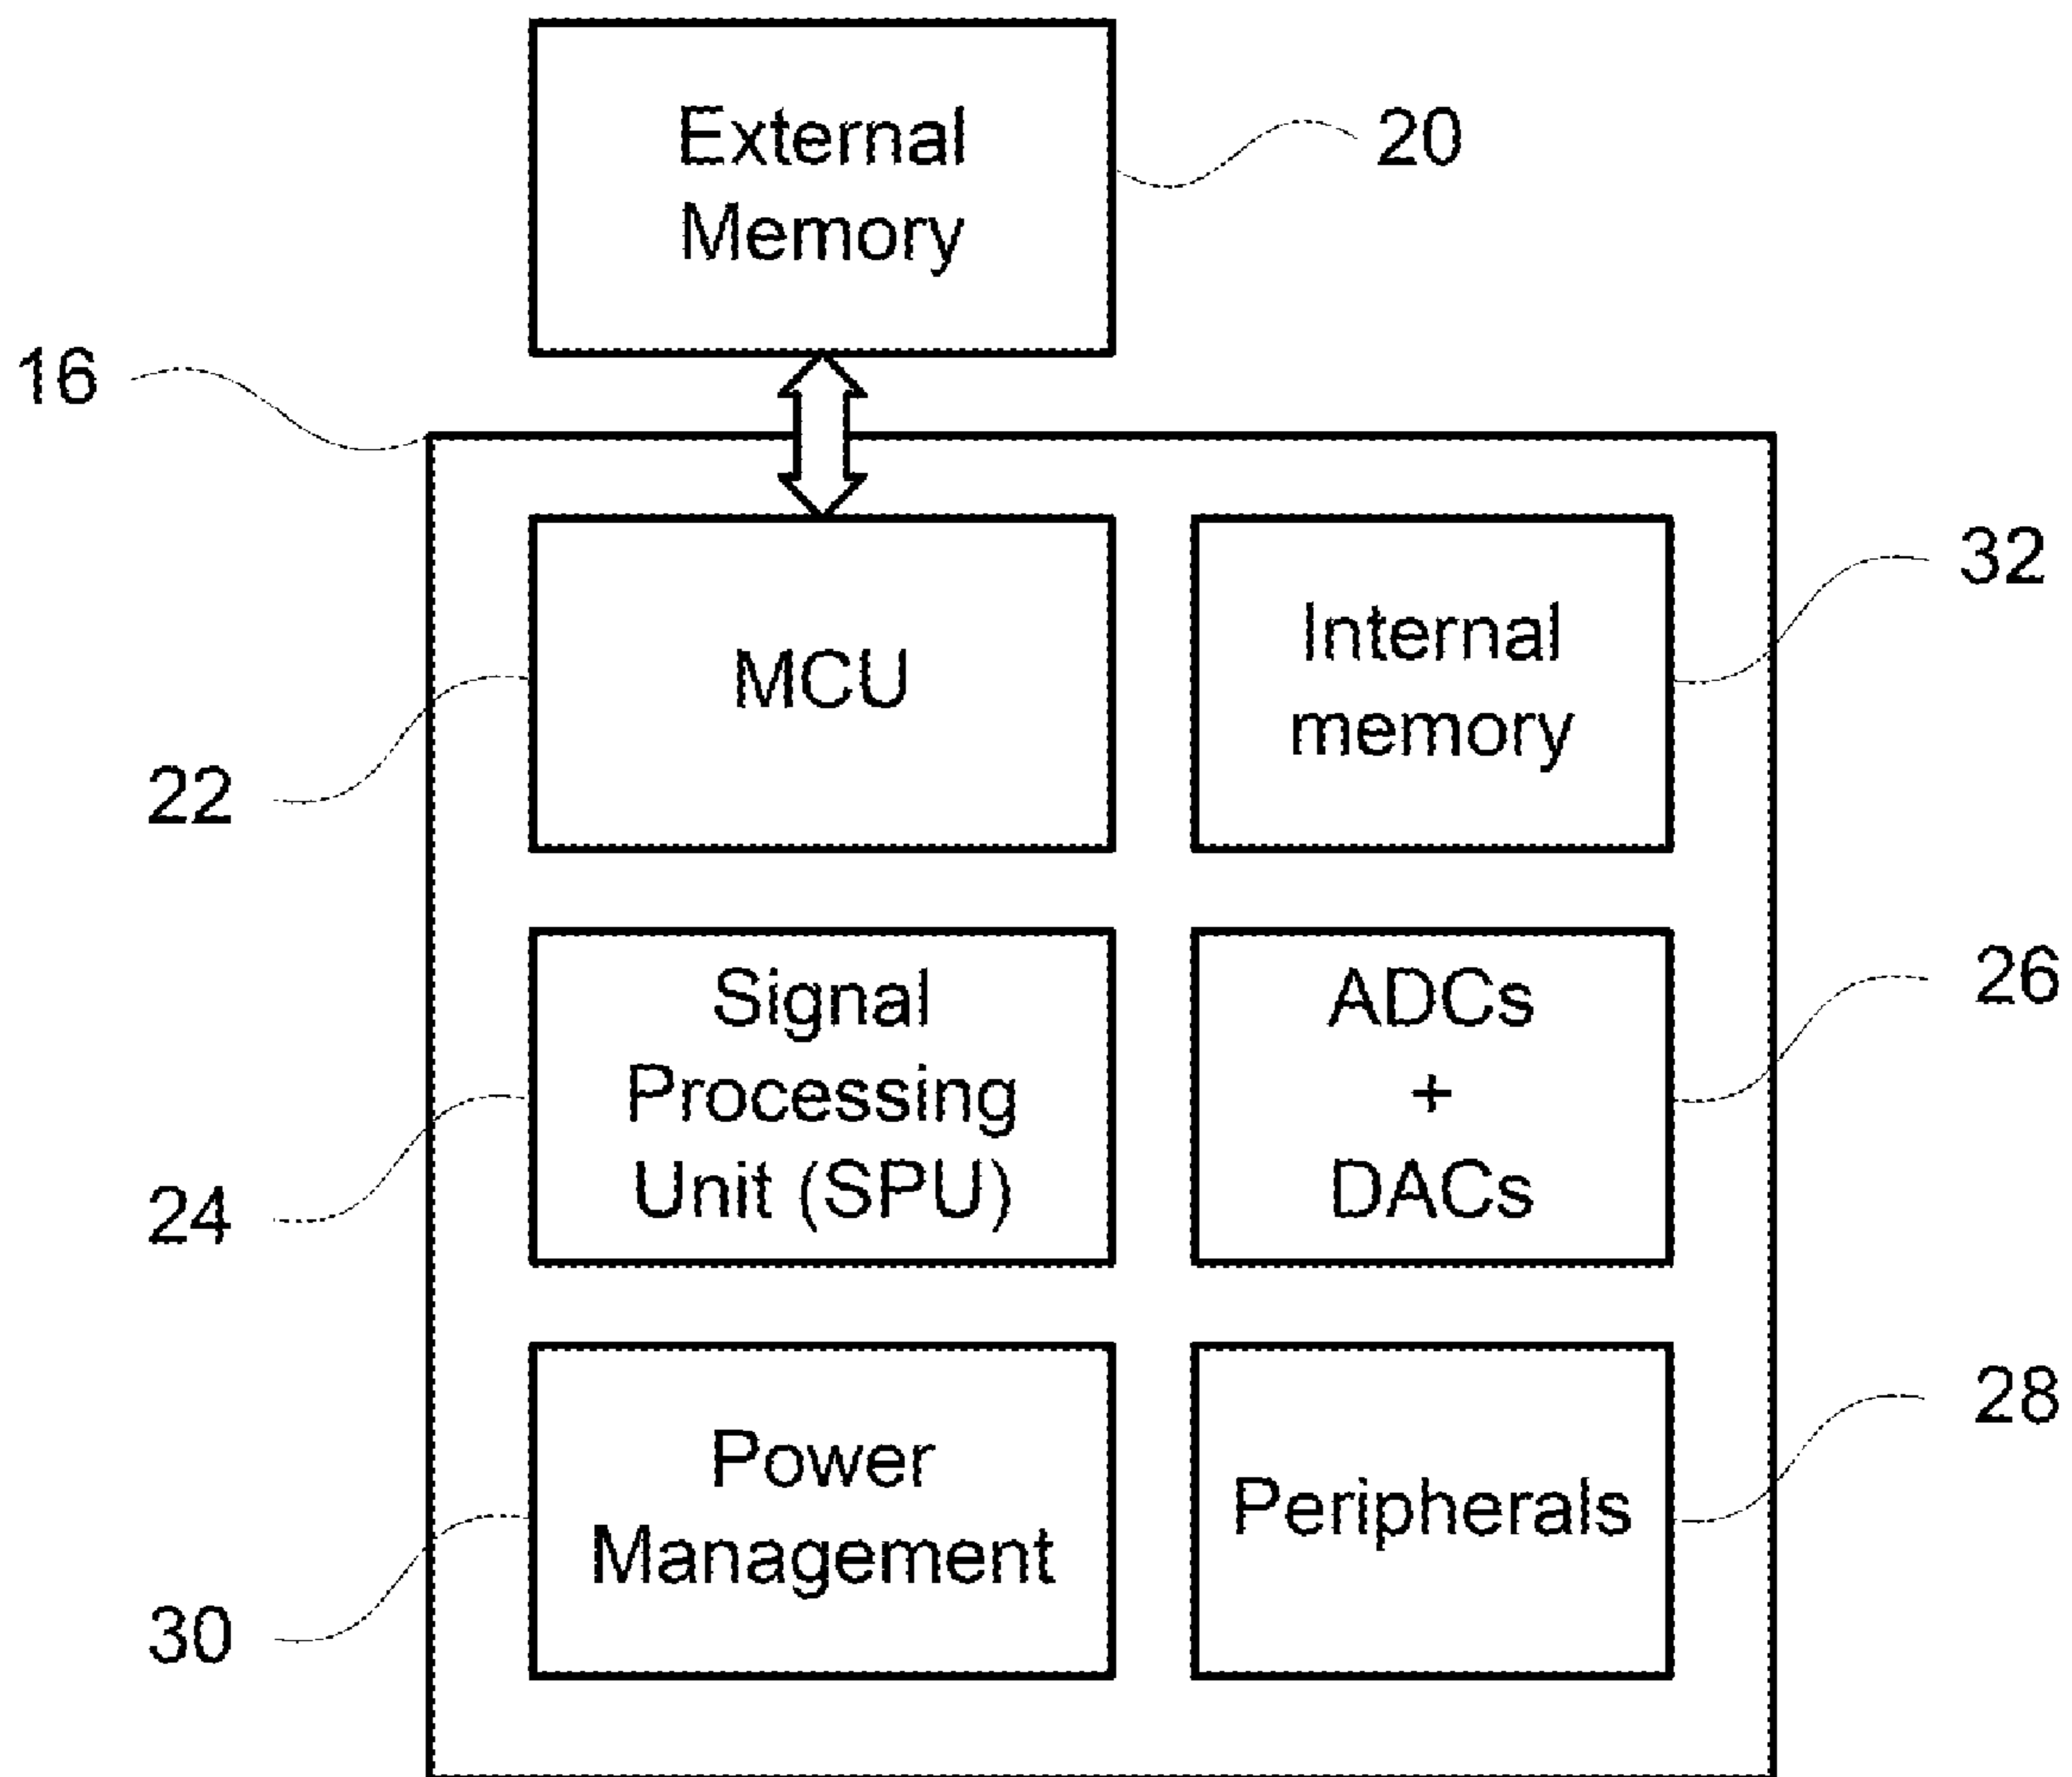 External
Memory
20
16
MCU
22
Internal
memory
32
Signal
Processing
Unit (SPU)
24
ADCs
+
DACs
26
Power
Management
30
Peripherals
28